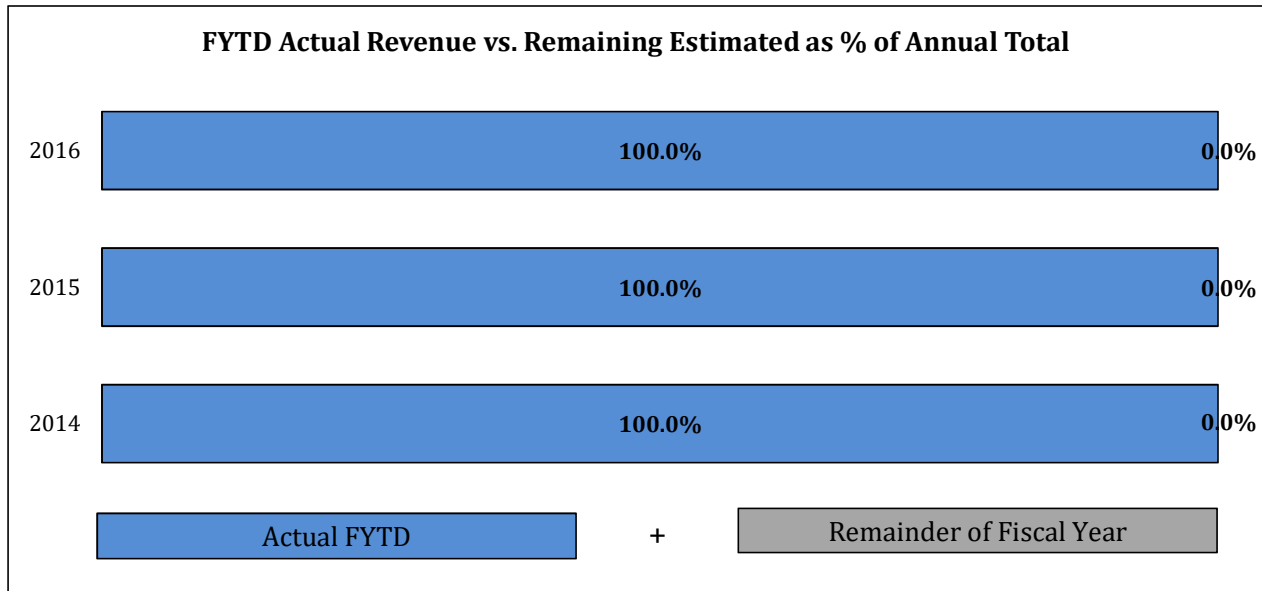 FYTD Actual Revenue vs. Remaining Estimated as % of Annual Total
2016 100.0% 0.0%
2015 100.0% 0.0%
2014 100.0% 0.0%
Actual FYTD + Remainder of Fiscal Year